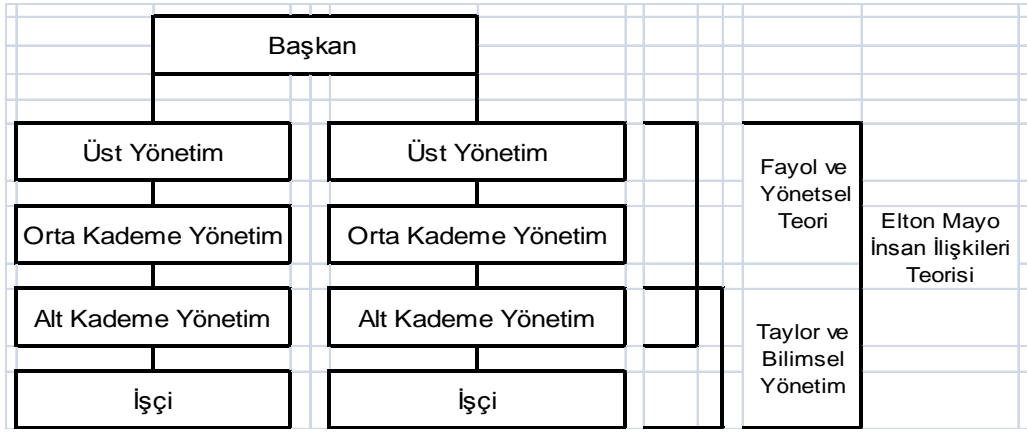 Başkan
Üst Yönetim
Üst Yönetim
Fayol ve
Yönetsel
Teori
Orta Kademe Yönetim
Orta Kademe Yönetim
Elton Mayo
İnsan İlişkileri
Teorisi
Alt Kademe Yönetim
Alt Kademe Yönetim
Taylor ve
Bilimsel
Yönetim
İşçi
İşçi